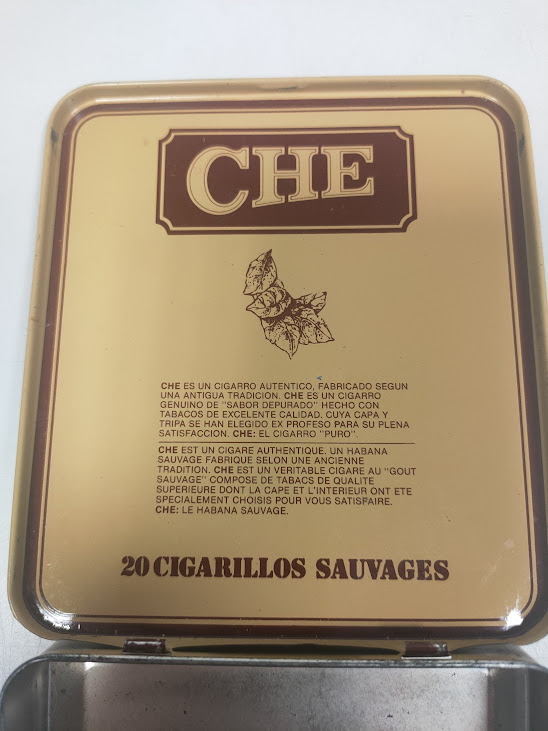 CHE
CHE ES UN CIGARRO AUTENTICO, FABRICADO SEGUN
UNA ANTIGUA TRADICION. CHE ES UN CIGARRO
GENUINO DE "SABOR DEPURADO" HECHO CON
TABACOS DE EXCELENTE CALIDAD. CUYA CAPA Y
TRIPA SE HAN ELEGIDO EX PROFESO PARA SU PLENA
SATISFACCION. CHE: EL CIGARRO "PURO".
CHE EST UN CIGARE AUTHENTIQUE. UN HABANA
SAUVAGE FABRIQUE SELON UNE ANCIENNE
TRADITION. CHE EST UN VERITABLE CIGARE AU "GOUT
SAUVAGE" COMPOSE DE TABACS DE QUALITE
SUPERIEURE DONT LA CAPE ET L'INTERIEUR ONT ETE
SPECIALEMENT CHOISIS POUR VOUS SATISFAIRE.
CHE: LE HABANA SAUVAGE.
20 CIGARILLOS SAUVAGES